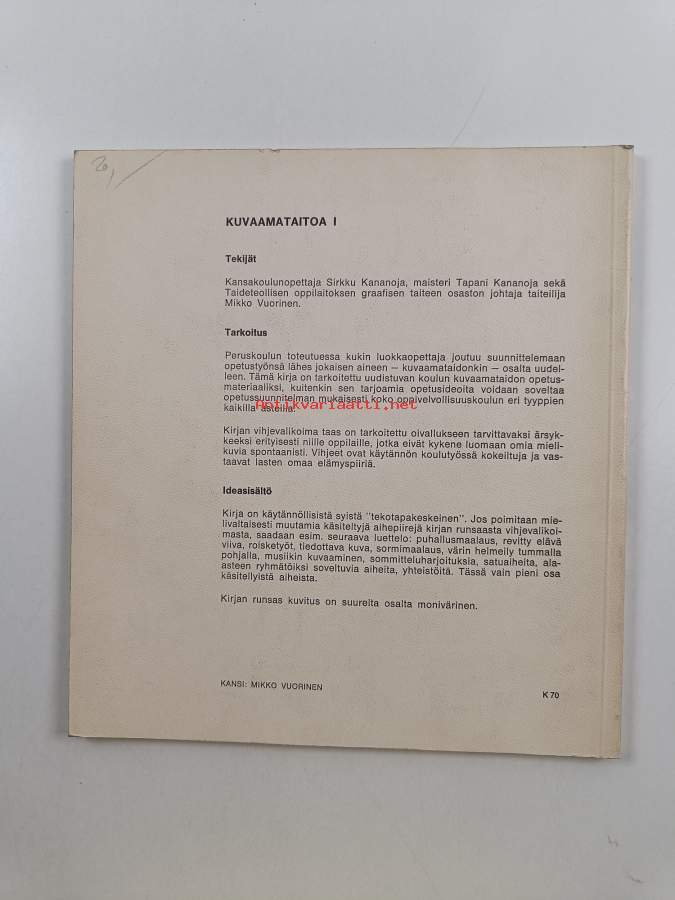 20,
KUVAAMATAITOA I
Tekijät
Kansakoulunopettaja Sirkku Kananoja, maisteri Tapani Kananoja sekä
Taideteollisen oppilaitoksen graafisen taiteen osaston johtaja taiteilija
Mikko Vuorinen.
Tarkoitus
Peruskoulun toteutuessa kukin luokkaopettaja joutuu suunnittelemaan
opetustyönsä lähes jokaisen aineen — kuvaamataidonkin — osalta uudel-
leen. Tämä kirja on tarkoitettu uudistuvan koulun kuvaamataidon opetus-
materiaaliksi, kuitenkin sen tarjoamia opetusideoita voidaan soveltaa
opetussuunnitelman mukaisesti koko oppivelvollisuuskoulun eri tyyppien
kaikilla asteilla.
Antikvariaatti.net
Kirjan vihjevalikoima taas on tarkoitettu oivallukseen tarvittavaksi ärsyk-
keeksi erityisesti niille oppilaille, jotka eivät kykene luomaan omia mieli-
kuvia spontaanisti. Vihjeet ovat käytännön koulutyössä kokeiltuja ja vas-
taavat lasten omaa elämyspiiriä.
Ideasisältö
Kirja on käytännöllisistä syistä "tekotapakeskeinen". Jos poimitaan mie-
livaltaisesti muutamia käsiteltyjä aihepiirejä kirjan runsaasta vihjevalikoi-
masta, saadaan esim. seuraava luettelo: puhallusmaalaus, revitty elävä
viiva, roisketyöt, tiedottava kuva, sormimaalaus, värin helmeily tummalla
pohjalla, musiikin kuvaaminen, sommitteluharjoituksia, satuaiheita, ala-
asteen ryhmätöiksi soveltuvia aiheita, yhteistöitä. Tässä vain pieni osa
käsitellyistä aiheista.
Kirjan runsas kuvitus on suureita osalta monivärinen.
KANSI: MIKKO VUORINEN
K 70